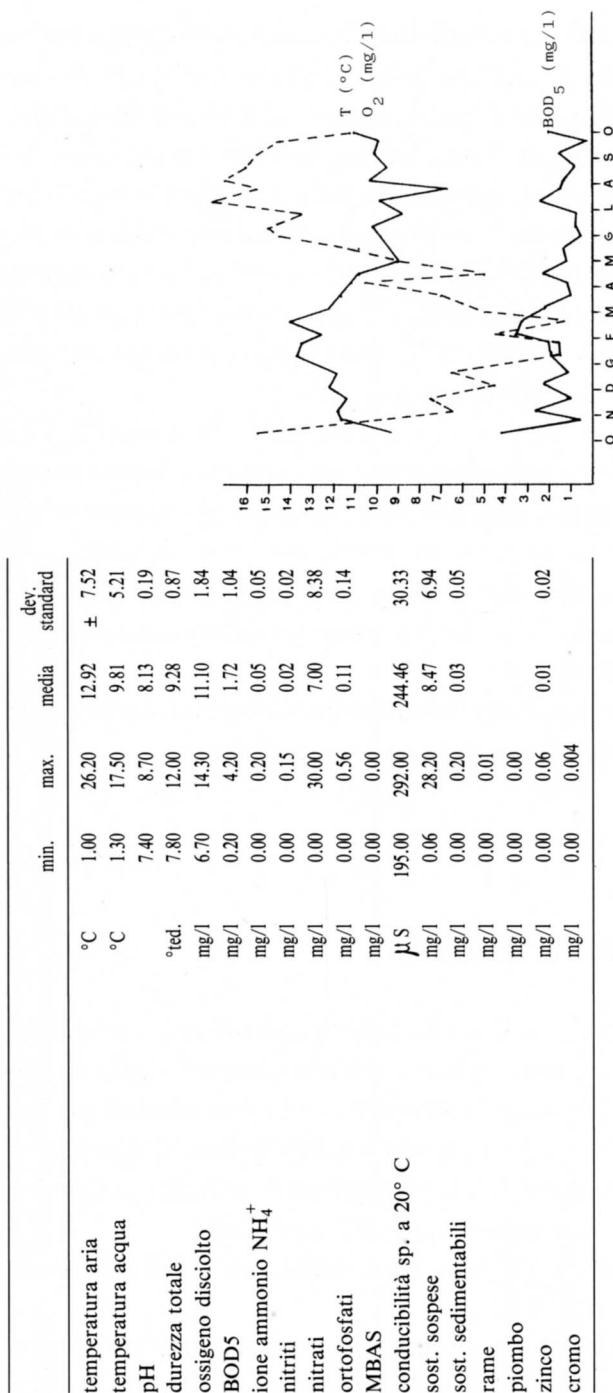 min. max. media dev. standard
temperatura aria °C 1.00 26.20 12.92 ± 7.52
temperatura acqua °C 1.30 17.50 9.81 5.21
pH 7.40 8.70 8.13 0.19
durezza totale °ted. 7.80 12.00 9.28 0.87
ossigeno disciolto mg/l 6.70 14.30 11.10 1.84
BOD5 mg/l 0.20 4.20 1.72 1.04
ione ammonio NH4+ mg/l 0.00 0.20 0.05 0.05
nitriti mg/l 0.00 0.15 0.02 0.02
nitrati mg/l 0.00 30.00 7.00 8.38
ortofosfati mg/l 0.00 0.56 0.11 0.14
MBAS mg/l 0.00 0.00
conducibilità sp. a 20° C μS 195.00 292.00 244.46 30.33
sost. sospese mg/l 0.06 28.20 8.47 6.94
sost. sedimentabili mg/l 0.00 0.20 0.03 0.05
rame mg/l 0.00 0.01
piombo mg/l 0.00 0.00
zinco mg/l 0.00 0.06 0.01 0.02
cromo mg/l 0.00 0.004
16
15
14
13
12
11
10
9
8
7
6
5
4
3
2
1
T (°C)
O2 (mg/l)
BOD5 (mg/l)
O N D G F M A M G L A S O